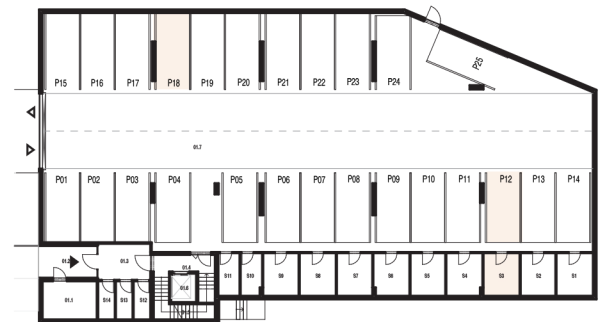 P25
P15 P16 P17 P18 P19 P20 P21 P22 P23 P24
01.7
P01 P02 P03 P04 P05 P06 P07 P08 P09 P10 P11 P12 P13 P14
01.2 01.3 01.4
S11 S10 S9 S8 S7 S6 S5 S4 S3 S2 S1
01.6
01.1 S14 S13 S12